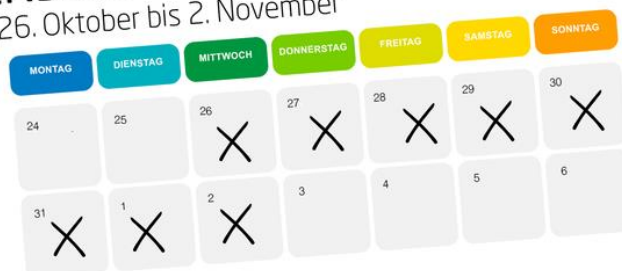 26. Oktober bis 2. November
MONTAG DIENSTAG MITTWOCH DONNERSTAG FREITAG SAMSTAG SONNTAG
24 25 26 27 28 29 30
31 1 2 3 4 5 6